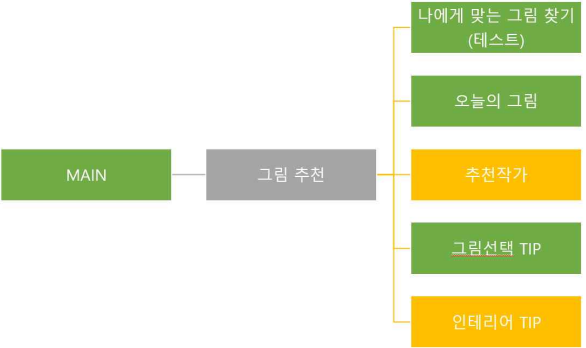 나에게 맞는 그림 찾기
(테스트)
오늘의 그림
MAIN
그림 추천
추천작가
그림선택 TIP
인테리어 TIP